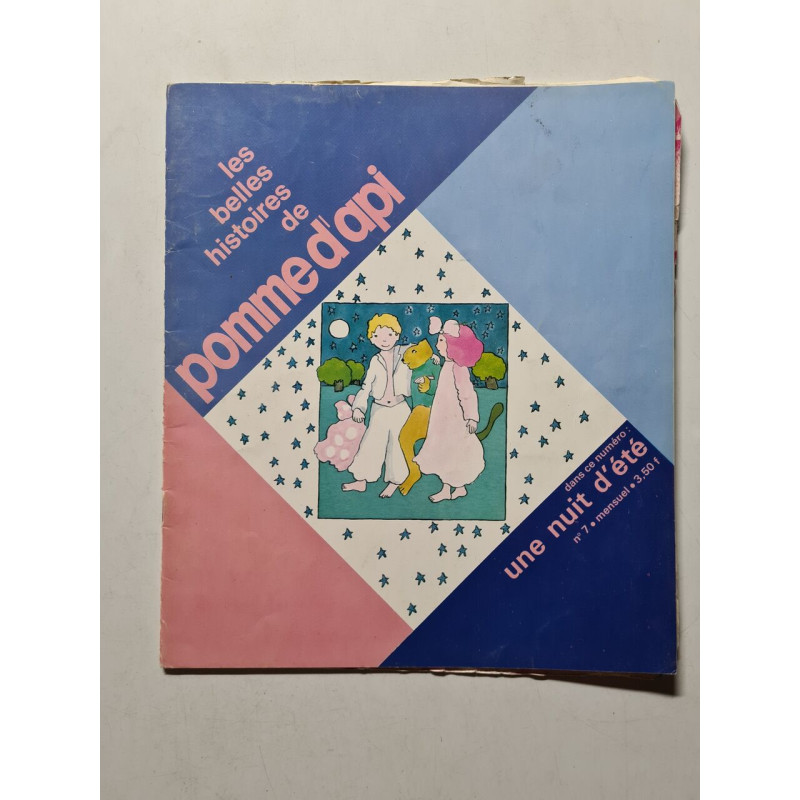 les
belles
histoires
de
pomme d'api
dans ce numéro :
une nuit d'été
n° 7 • mensuel • 3,50 f